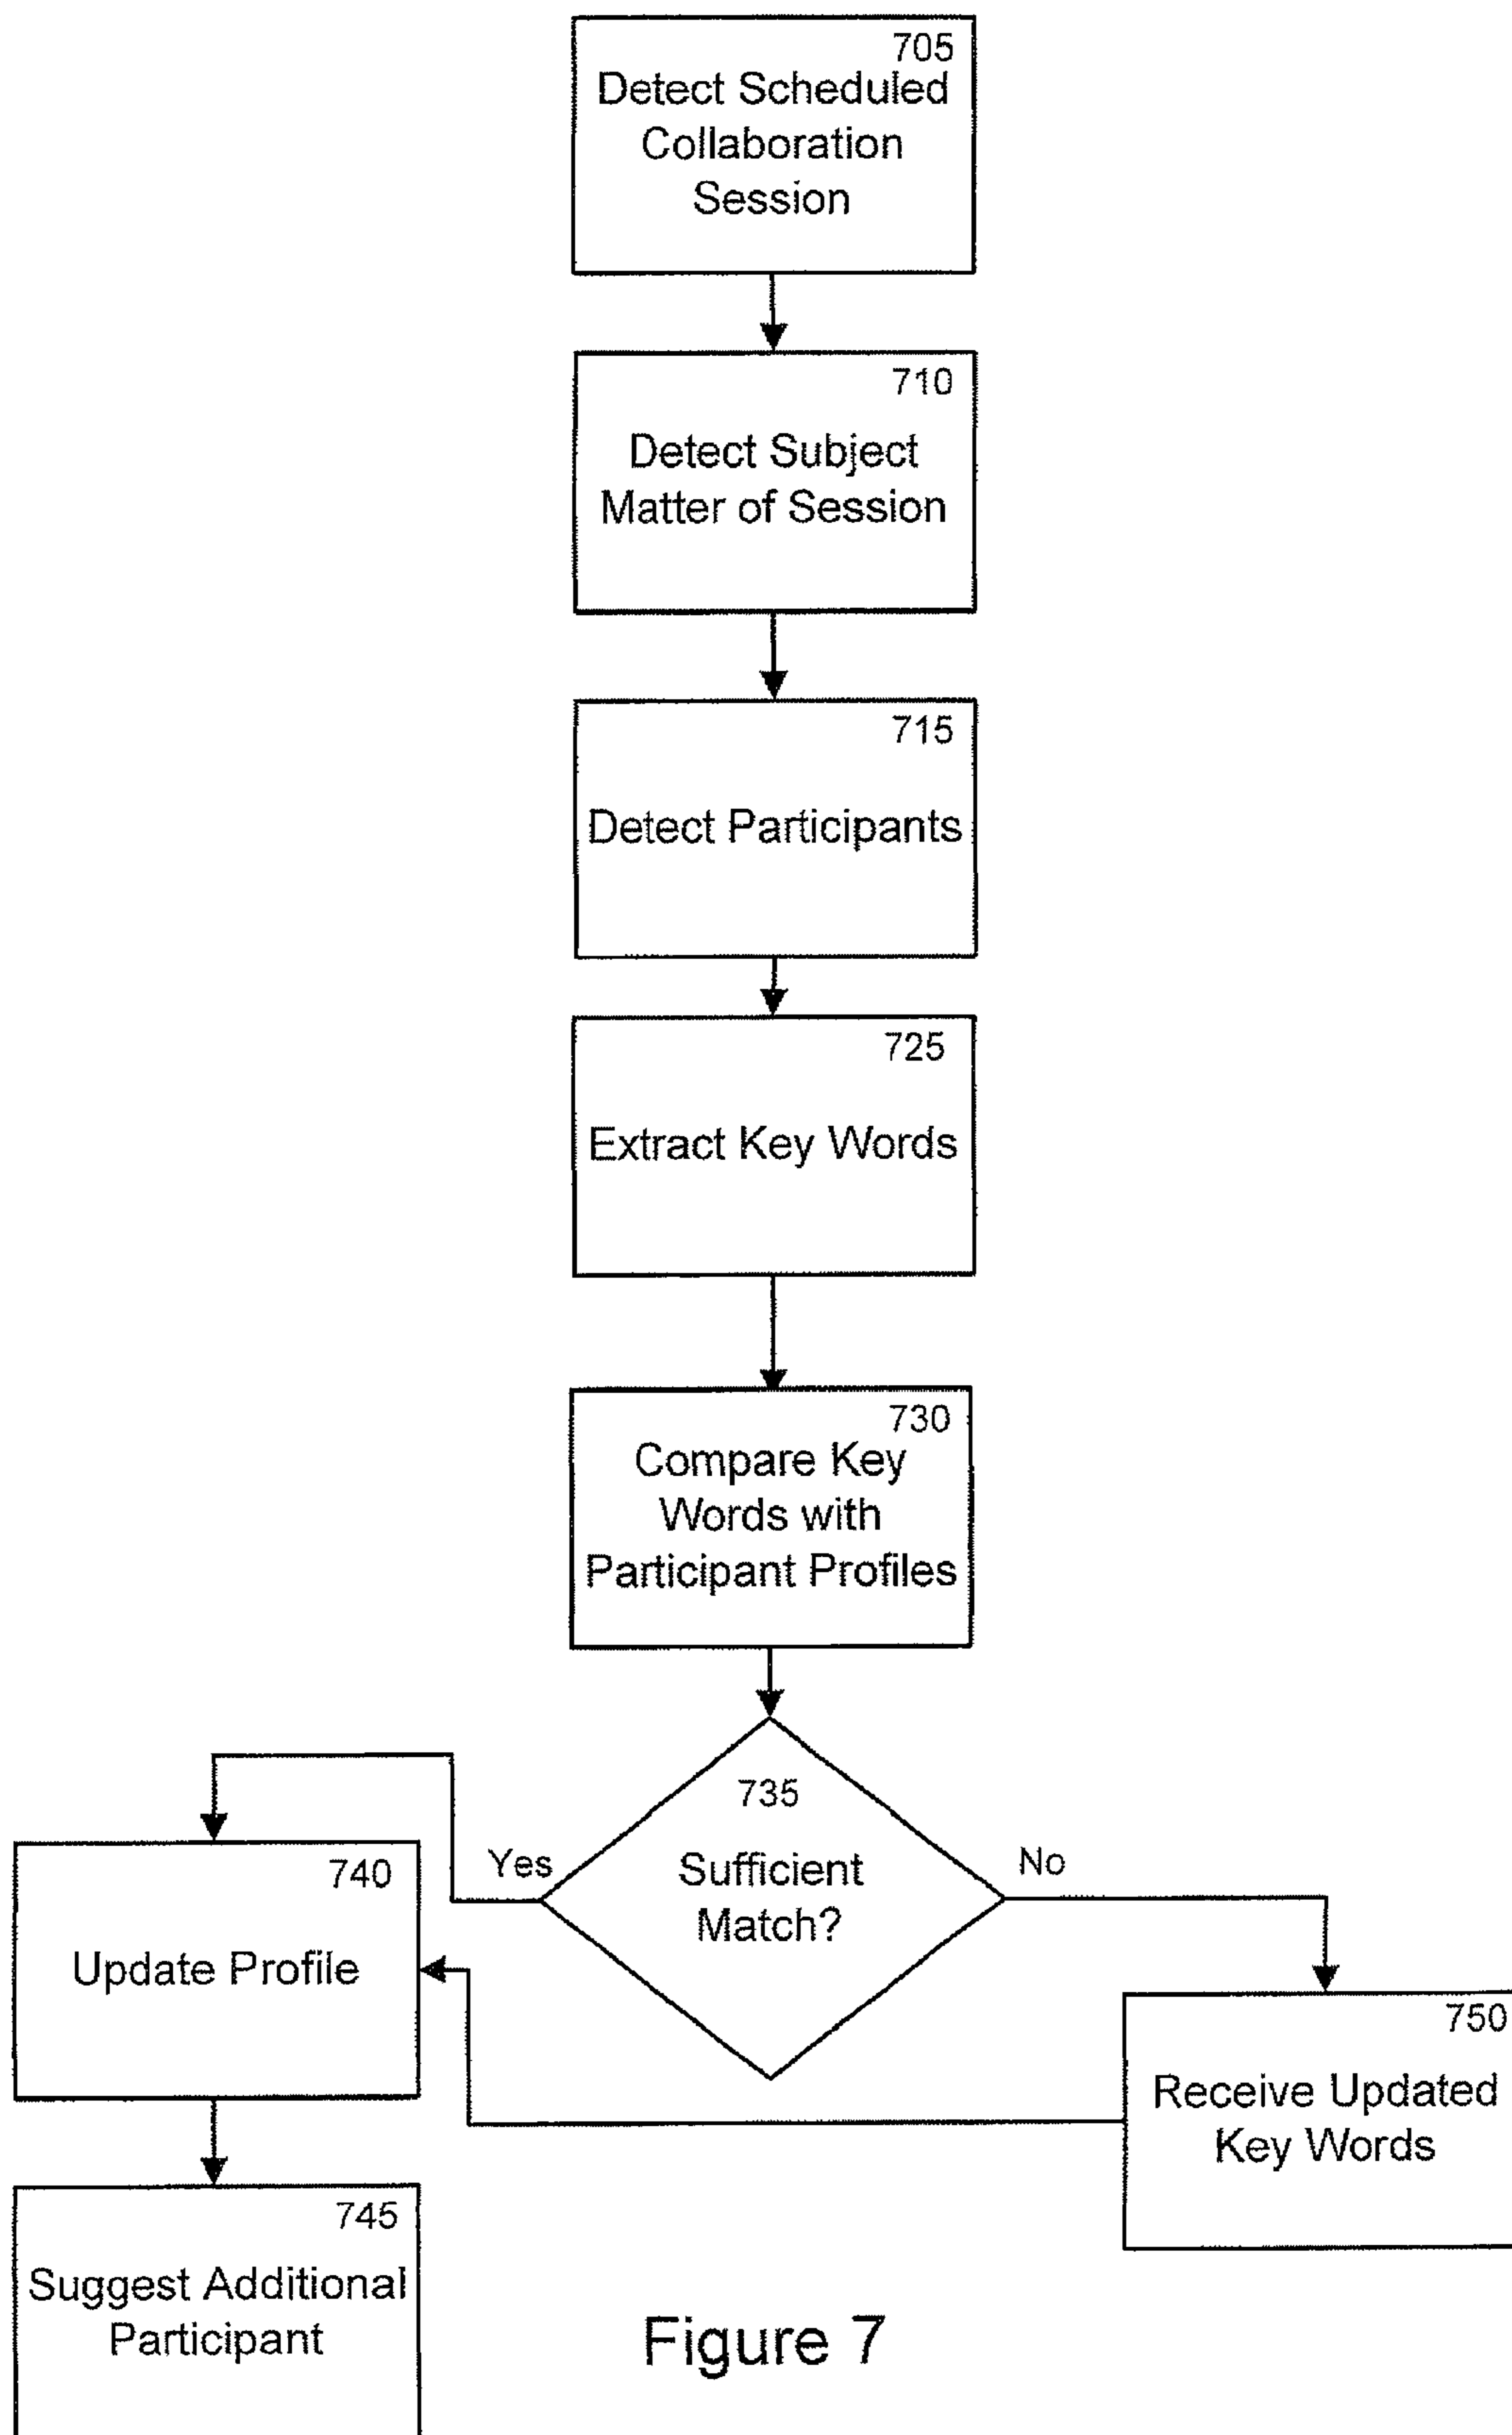 705
Detect Scheduled
Collaboration
Session
710
Detect Subject
Matter of Session
715
Detect Participants
725
Extract Key Words
730
Compare Key
Words with
Participant Profiles
735
Sufficient
Match?
Yes
No
740
Update Profile
750
Receive Updated
Key Words
745
Suggest Additional
Participant
Figure 7